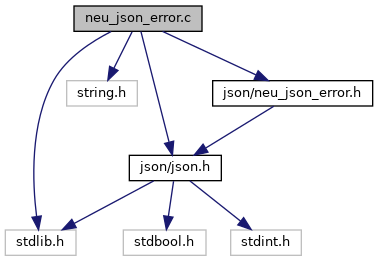 neu_json_error.c
string.h
json/neu_json_error.h
json/json.h
stdlib.h
stdbool.h
stdint.h